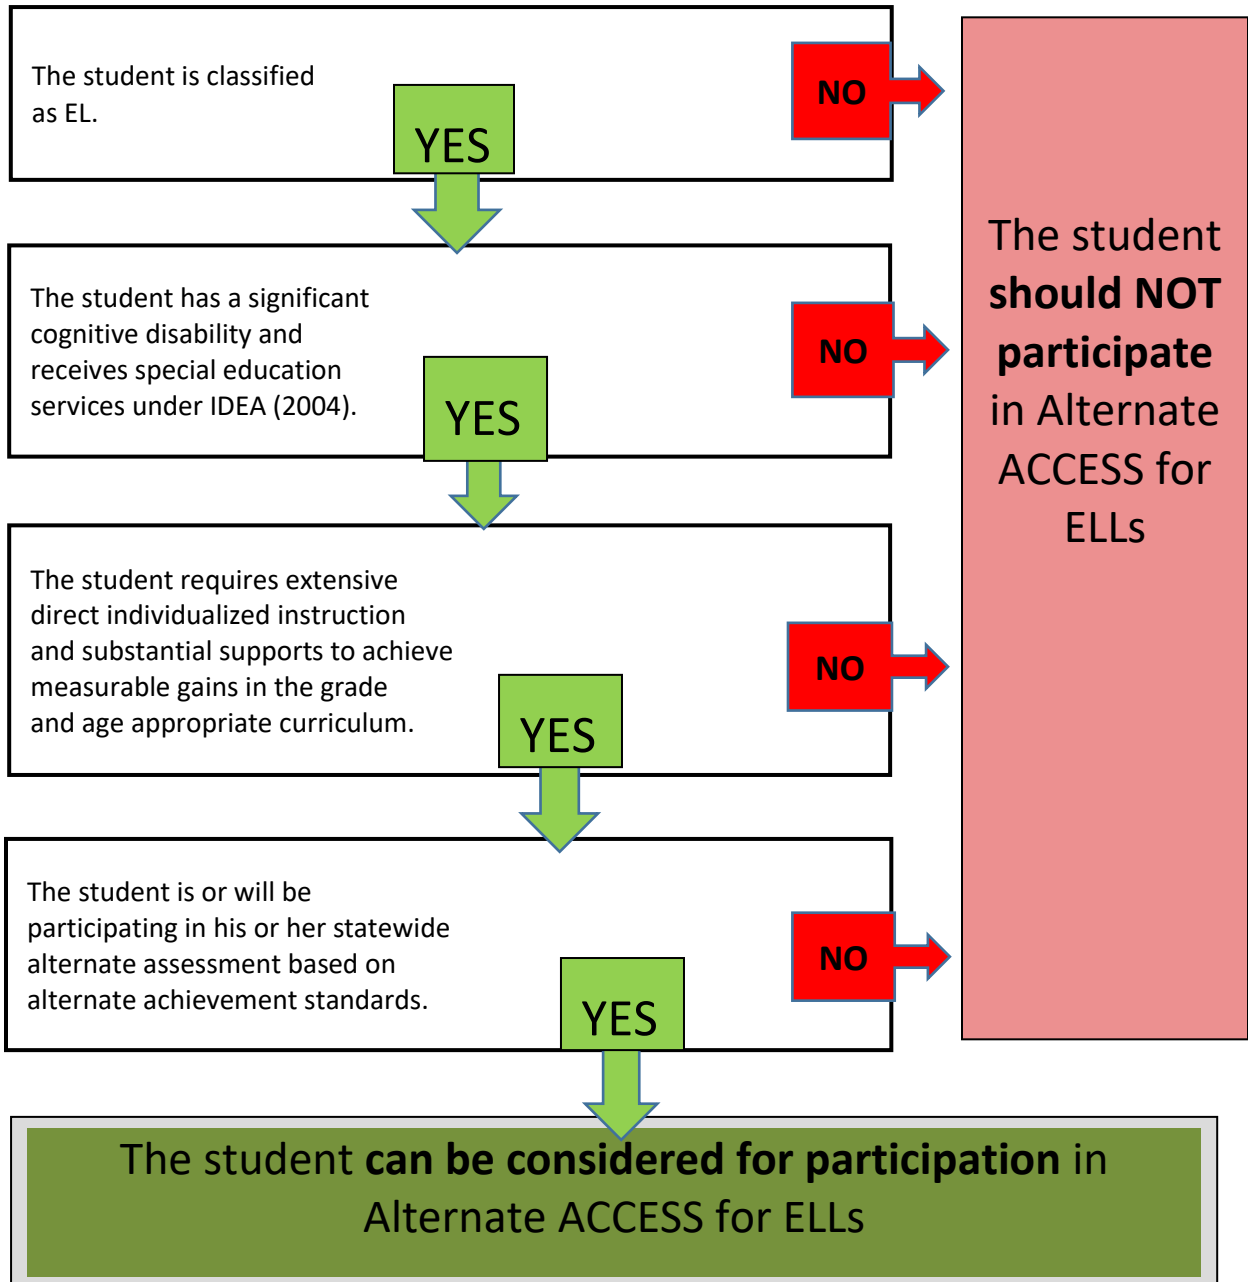 The student is classified
as EL.
YES
NO
The student has a significant
cognitive disability and
receives special education
services under IDEA (2004).
YES
NO
The student requires extensive
direct individualized instruction
and substantial supports to achieve
measurable gains in the grade
and age appropriate curriculum.
YES
NO
The student is or will be
participating in his or her statewide
alternate assessment based on
alternate achievement standards.
YES
NO
The student
should NOT
participate
in Alternate
ACCESS for
ELLs
The student can be considered for participation in
Alternate ACCESS for ELLs